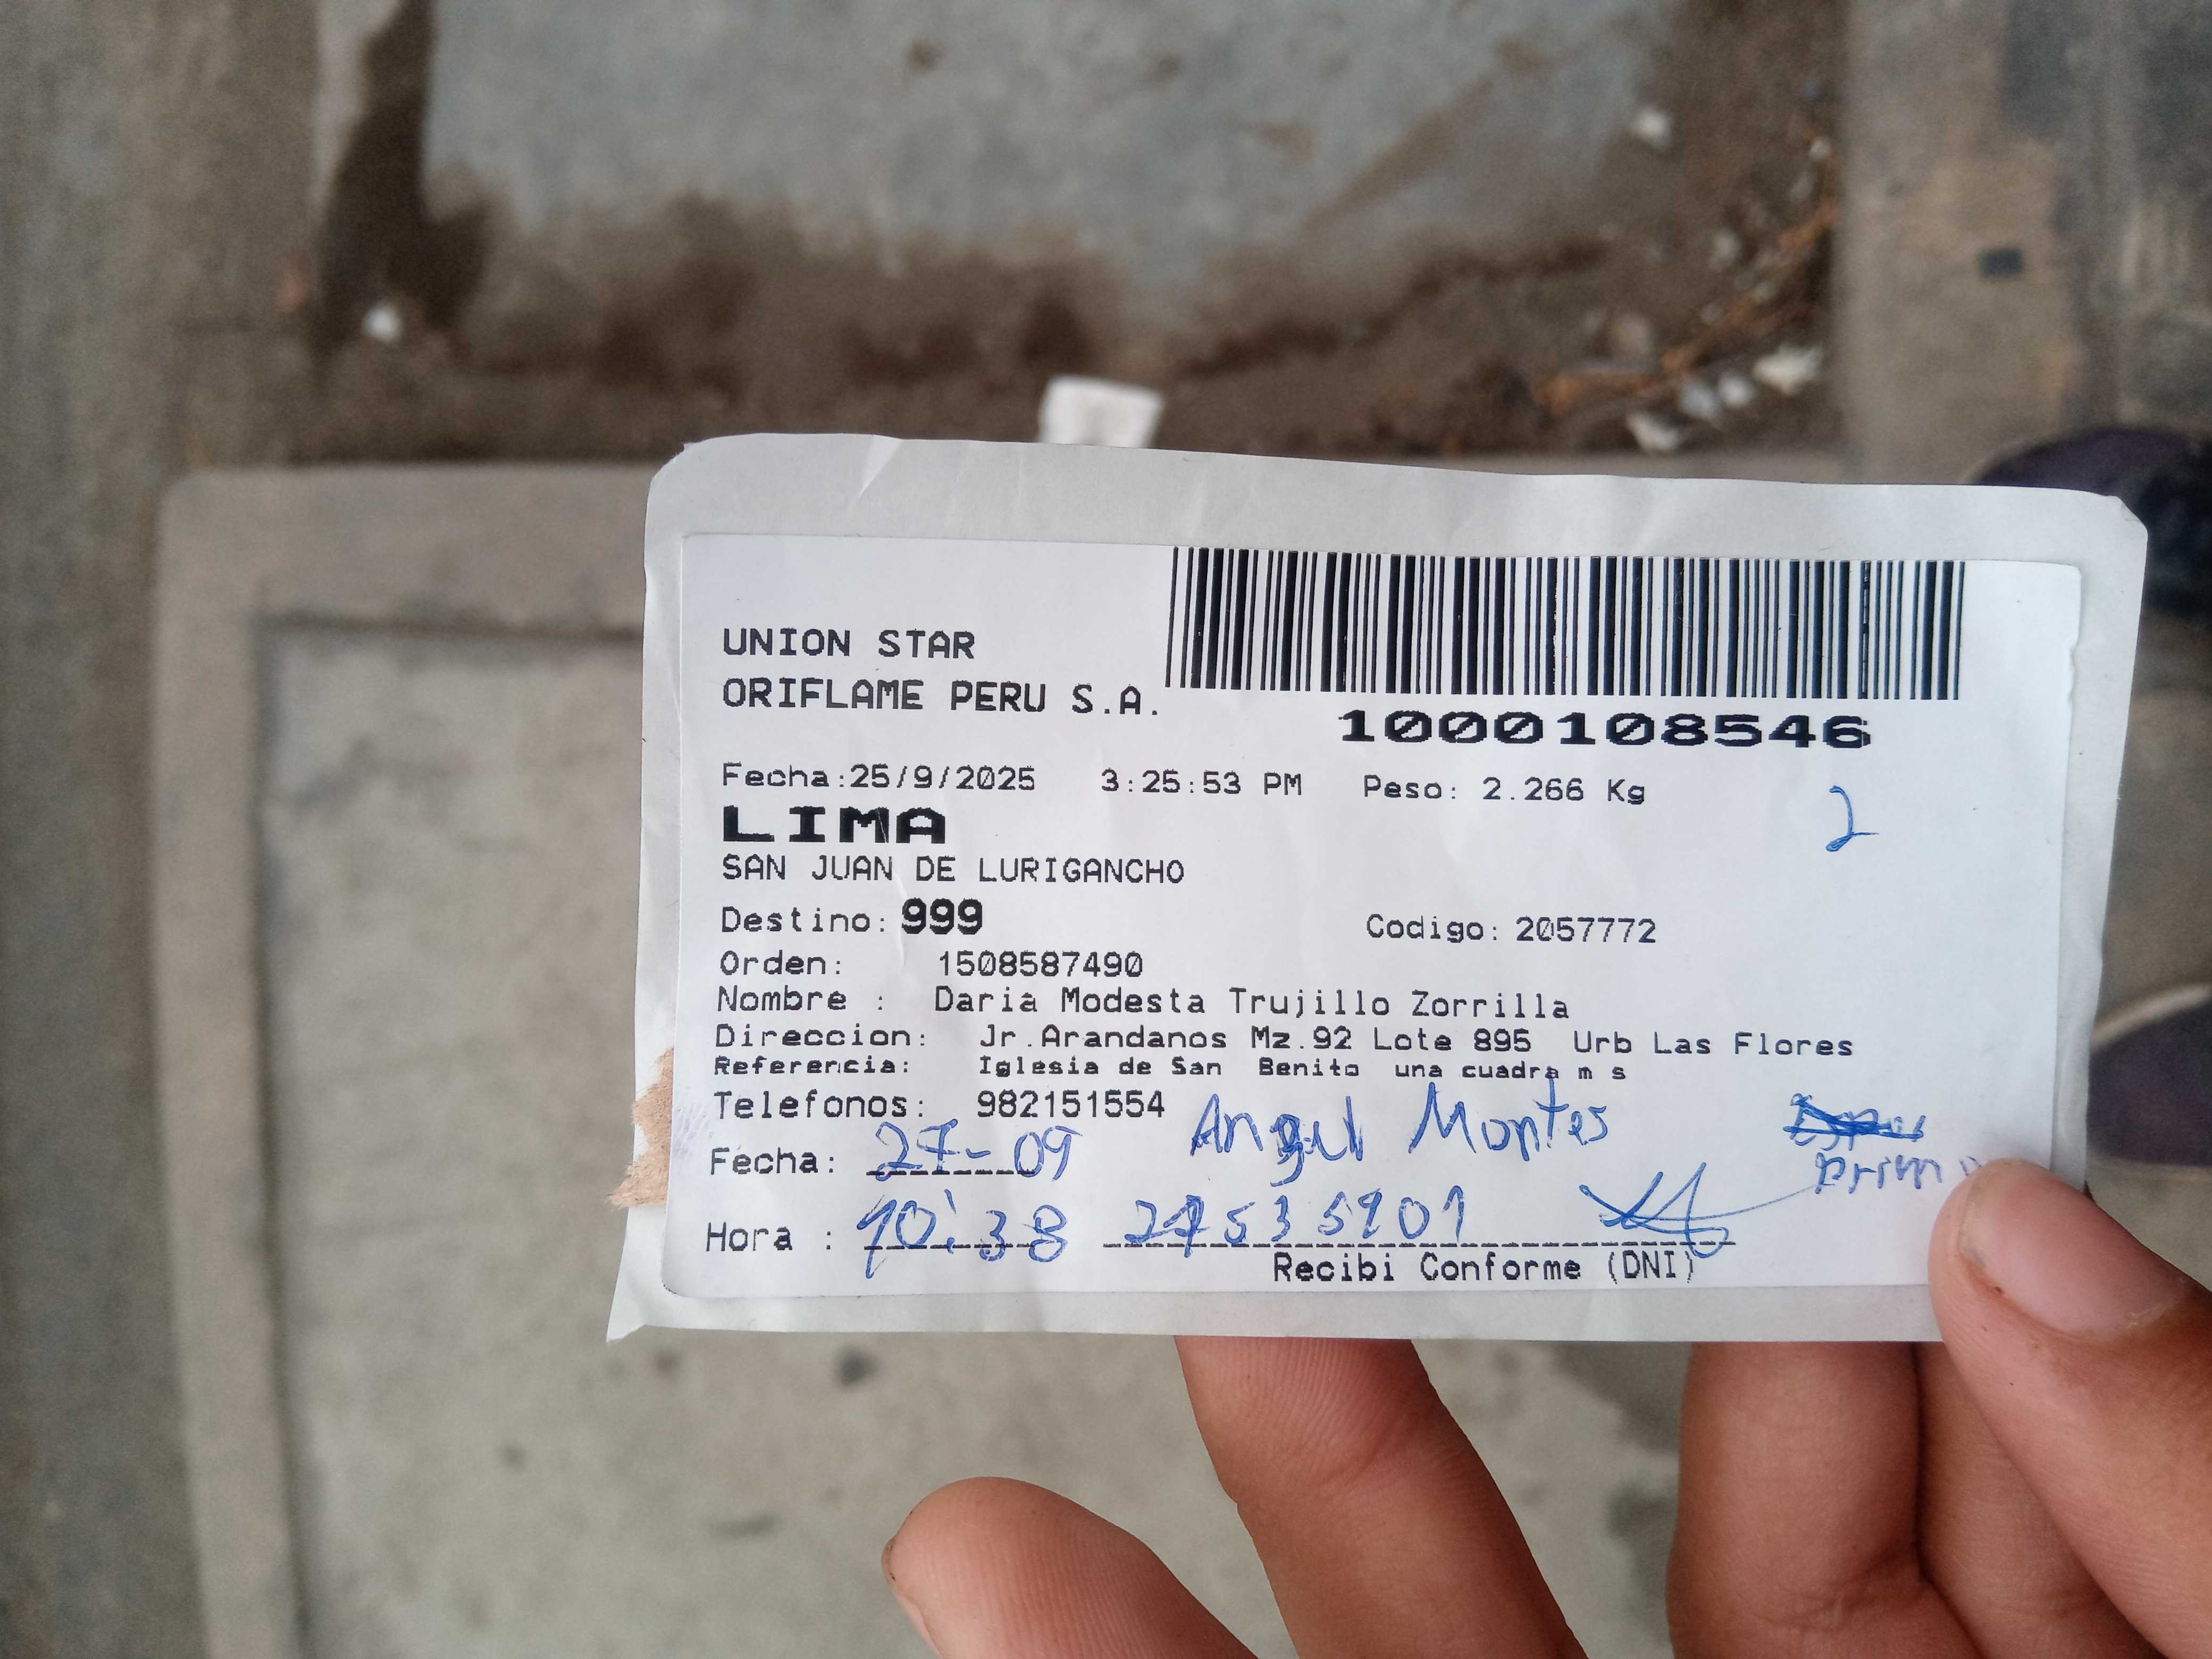 UNION STAR
ORIFLAME PERU S.A.
1000108546
Fecha:25/9/2025 3:25:53 PM Peso: 2.266 Kg
2
LIMA
SAN JUAN DE LURIGANCHO
Destino: 999 Codigo: 2057772
Orden: 1508587490
Nombre : Daria Modesta Trujillo Zorrilla
Direccion: Jr.Arandanos Mz.92 Lote 895 Urb Las Flores
Referencia: Iglesia de San Benito una cuadra m s
Telefonos: 982151554
Angel Montes
Fecha: 27-09
Hora : 10:38
Recibi Conforme (DNI)